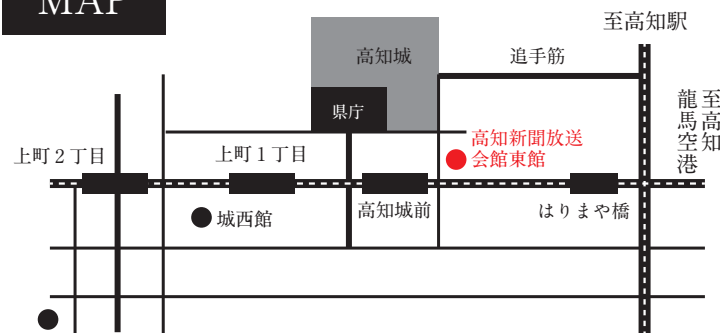 MAP
至高知駅
高知城
追手筋
県庁
至高知
龍馬空港
高知新聞放送
会館東館
上町２丁目
上町１丁目
城西館
高知城前
はりまや橋